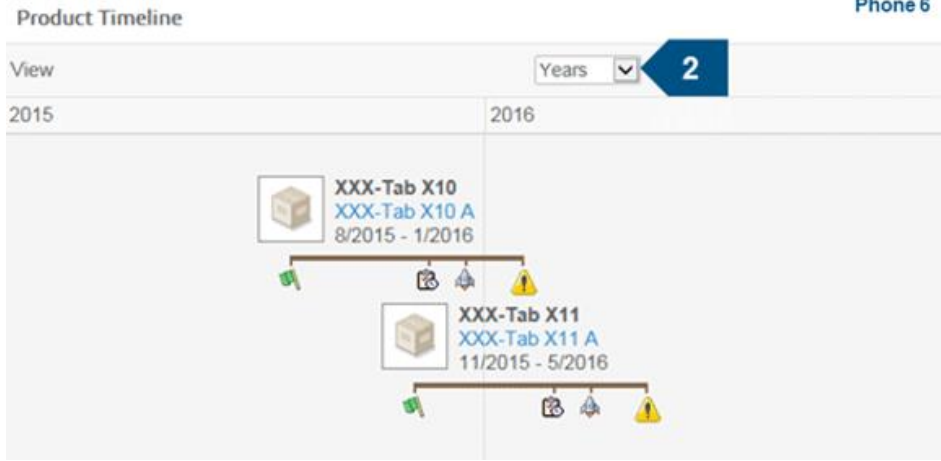 Phone 6
Product Timeline
View Years 2
2015 2016
XXX-Tab X10
XXX-Tab X10 A
8/2015 - 1/2016
XXX-Tab X11
XXX-Tab X11 A
11/2015 - 5/2016